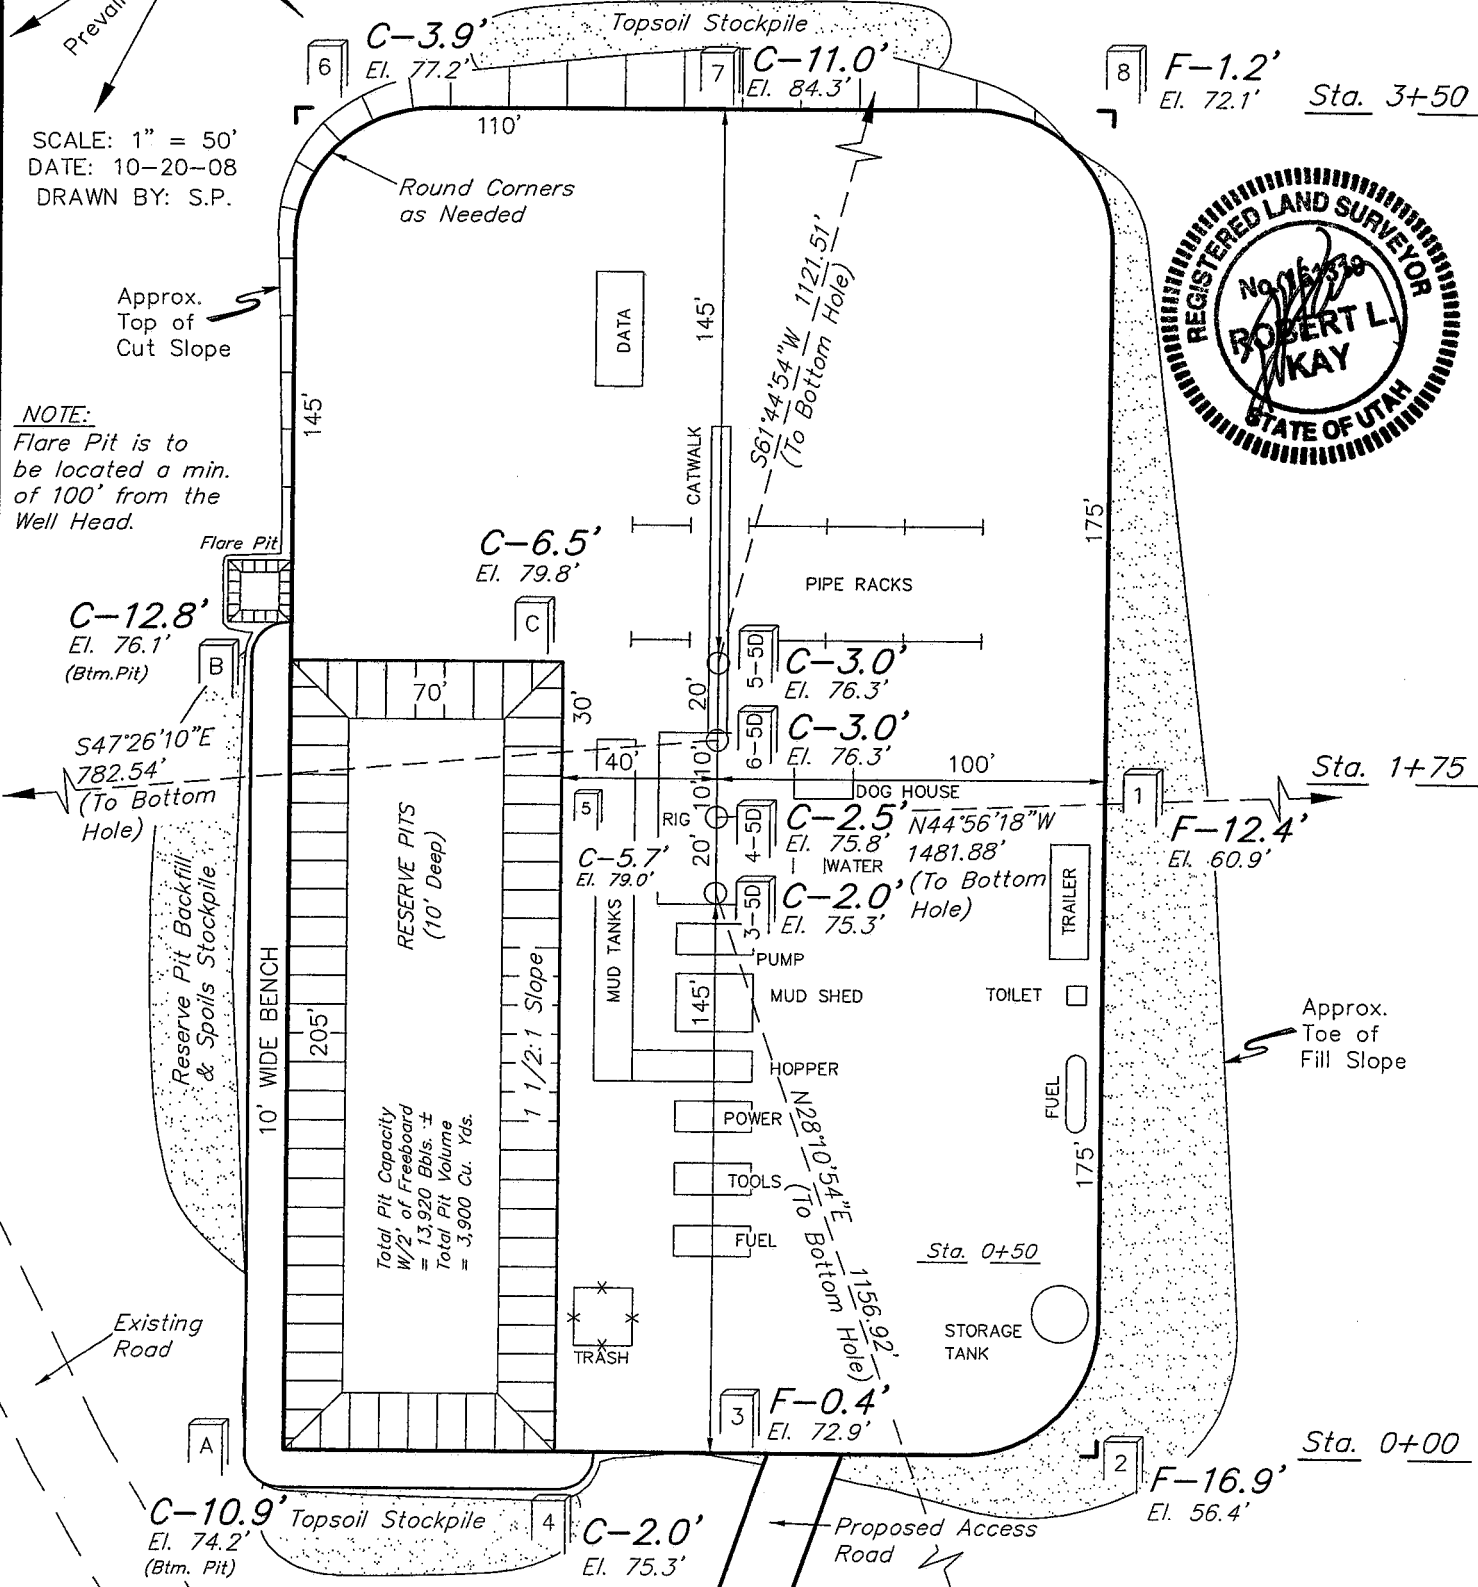 Prevail
C-3.9'
El. 77.2'
6
Topsoil Stockpile
7
C-11.0'
El. 84.3'
8
F-1.2'
El. 72.1'
Sta. 3+50
SCALE: 1" = 50'
DATE: 10-20-08
DRAWN BY: S.P.
110'
Round Corners
as Needed
REGISTERED LAND SURVEYOR
ROBERT L.
KAY
STATE OF UTAH
Approx.
Top of
Cut Slope
DATA
145'
S61°44'54"W 1121.51'
(To Bottom Hole)
145'
NOTE:
Flare Pit is to
be located a min.
of 100' from the
Well Head.
CATWALK
175'
Flare Pit
C-6.5'
El. 79.8'
C
PIPE RACKS
C-12.8'
El. 76.1'
(Btm.Pit)
B
70'
30'
5-5D
C-3.0'
El. 76.3'
20'
6-5D
C-3.0'
El. 76.3'
S47°26'10"E
782.54'
(To Bottom
Hole)
40'
10'
10'
100'
Sta. 1+75
DOG HOUSE
5
RIG
4-5D
C-2.5'
El. 75.8'
WATER
N44°56'18"W
1481.88'
(To Bottom
Hole)
1
F-12.4'
El. 60.9'
C-5.7'
El. 79.0'
20'
3-5D
C-2.0'
El. 75.3'
RESERVE PITS
(10' Deep)
Reserve Pit Backfill
& Spoils Stockpile
MUD TANKS
TRAILER
PUMP
10' WIDE BENCH
205'
1 1/2:1 Slope
145'
MUD SHED
TOILET
Approx.
Toe of
Fill Slope
HOPPER
FUEL
POWER
N28°10'54"E 1156.92'
(To Bottom Hole)
175'
Total Pit Capacity
W/2' of Freeboard
= 13,920 Bbls. ±
Total Pit Volume
= 3,900 Cu. Yds.
TOOLS
FUEL
Sta. 0+50
Existing
Road
TRASH
STORAGE
TANK
3
F-0.4'
El. 72.9'
A
2
Sta. 0+00
F-16.9'
El. 56.4'
C-10.9'
El. 74.2'
(Btm. Pit)
Topsoil Stockpile
4
C-2.0'
El. 75.3'
Proposed Access
Road